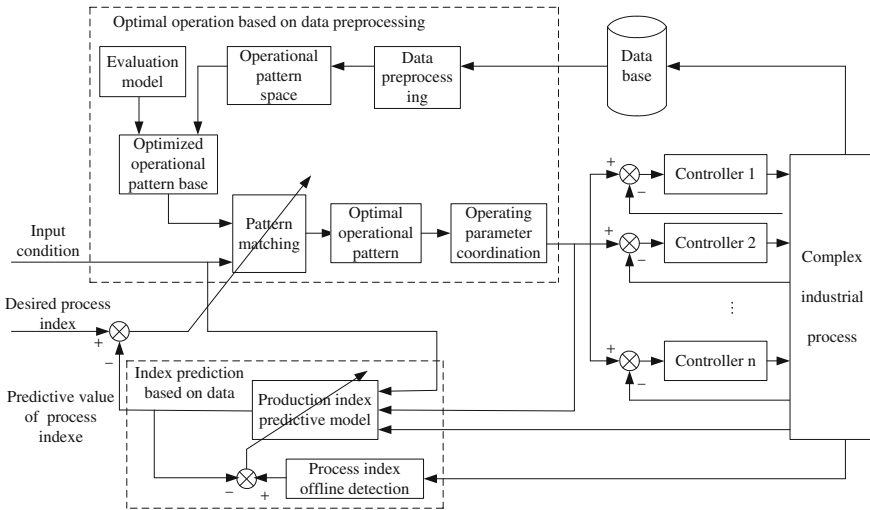 Optimal operation based on data preprocessing
Evaluation
model
Operational
pattern
space
Data
preprocess
ing
Data
base
Optimized
operational
pattern base
Input
condition
Pattern
matching
Optimal
operational
pattern
Operating
parameter
coordination
+
−
Controller 1
+
−
Controller 2
⋮
+
−
Controller n
Complex
industrial
process
Desired process
index
+
−
Predictive value
of process
indexe
Index prediction
based on data
Production index
predictive model
−
+
Process index
offline detection